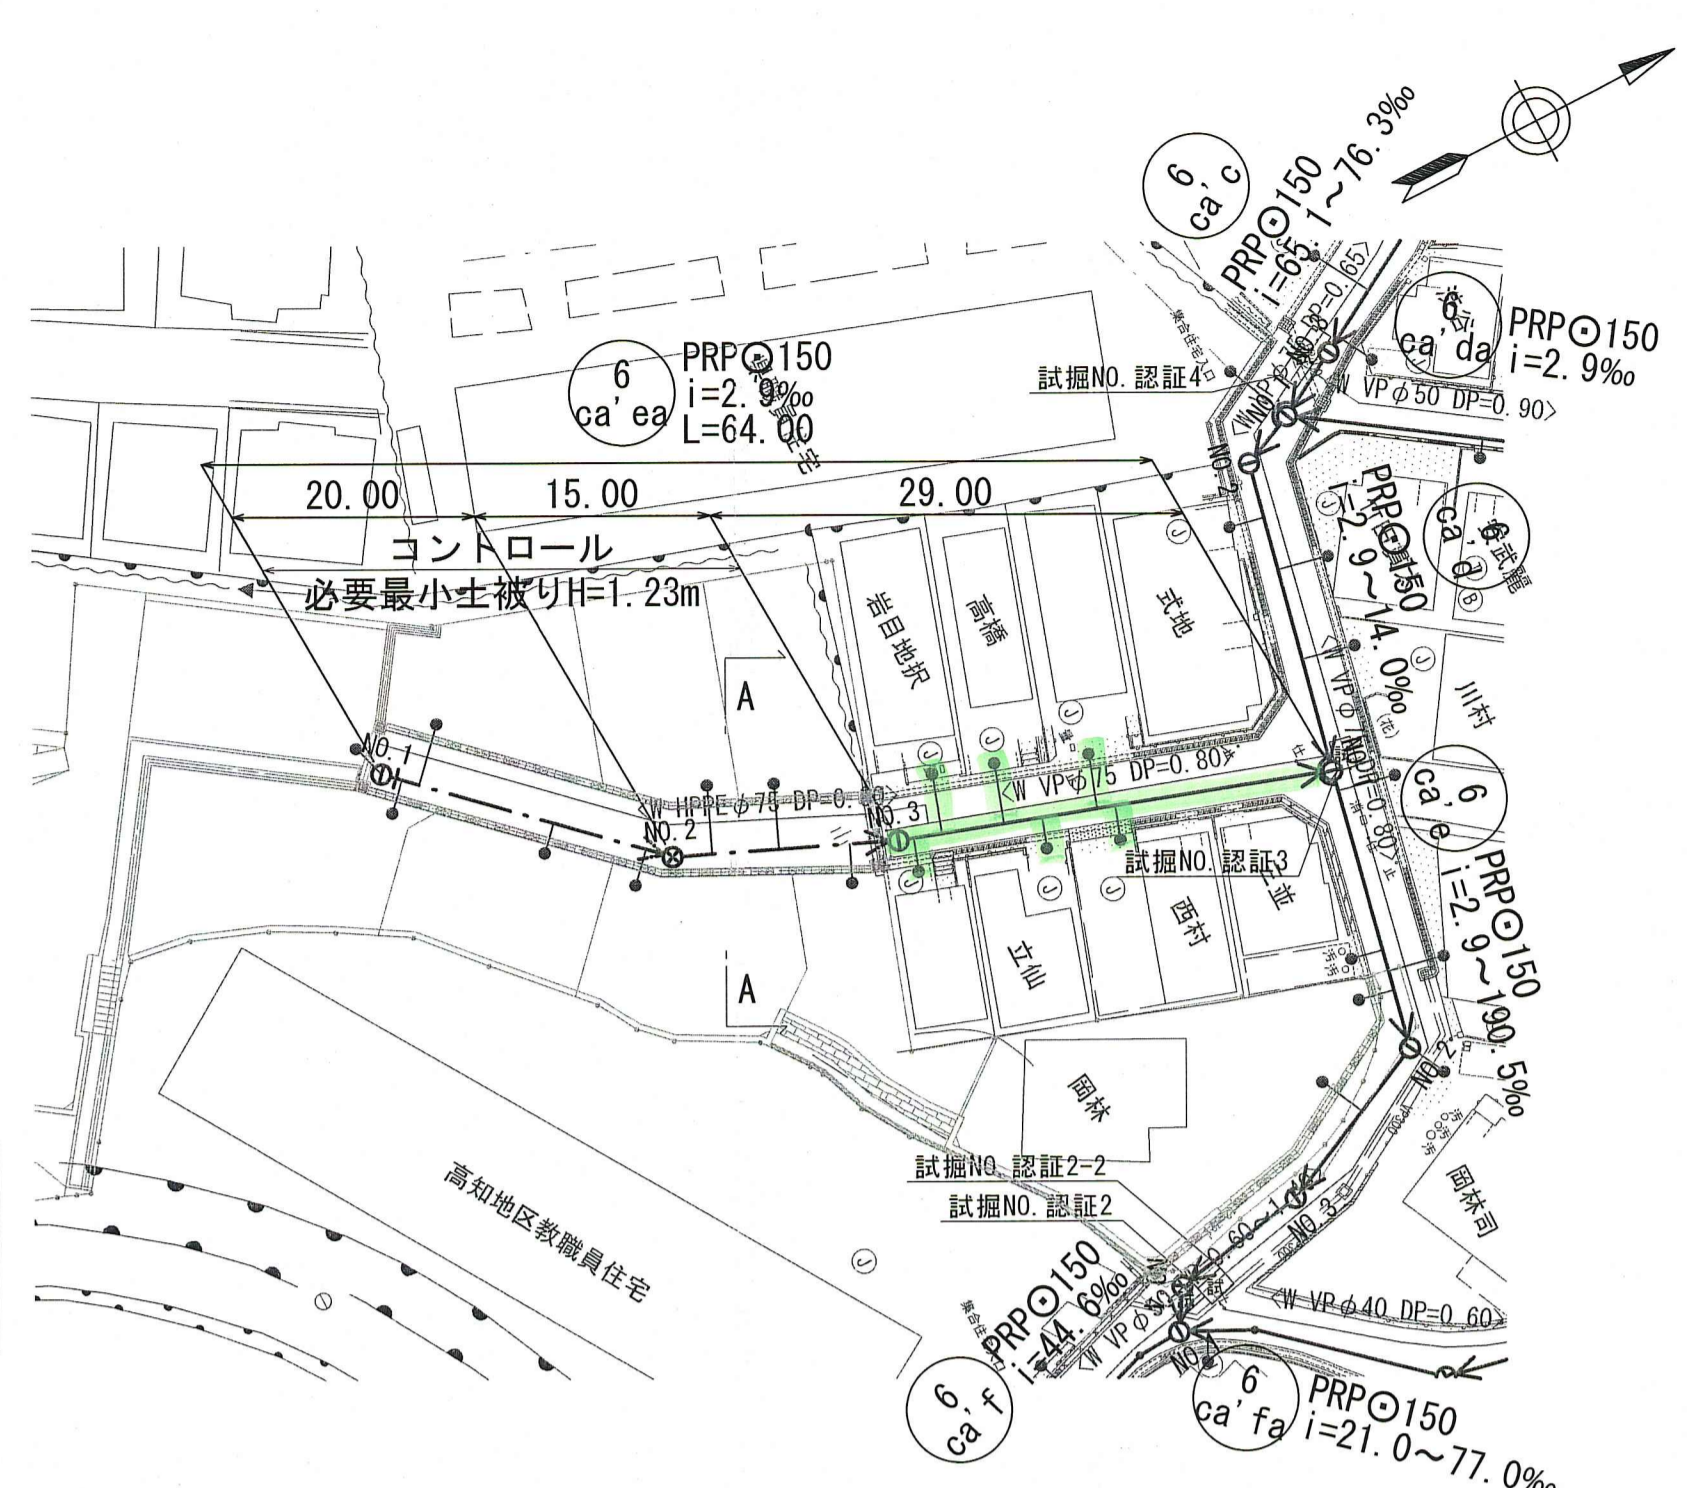 6
ca' c
PRP⊙150
i=65.1~76.3‰
6
ca' da
PRP⊙150
i=2.9‰
W VPφ50 DP=0.90>
試掘NO.認証4
6
ca' ea
PRP⊙150
i=2.9‰
L=64.00
20.00
15.00
29.00
コントロール
必要最小土被りH=1.23m
NO.2
PRP⊙150
i=2.9~14.0‰
6
ca' d
岩目地択
高橋
式地
川村
(花)
J
J
J
J
J
J
B
A
NO.1
<W HPPEφ75 DP=0.
NO.2
NO.3
<W VPφ75 DP=0.80>
6
ca' e
PRP⊙150
i=2.9~190.5‰
試掘NO.認証3
J
J
J
立仙
西村
A
NO.2
岡林
岡林司
試掘NO.認証2-2
試掘NO.認証2
NO.3
高知地区教職員住宅
J
PRP⊙150
i=44.6‰
<W VPφ40 DP=0.60>
6
ca' f
6
ca' fa
PRP⊙150
i=21.0~77.0‰